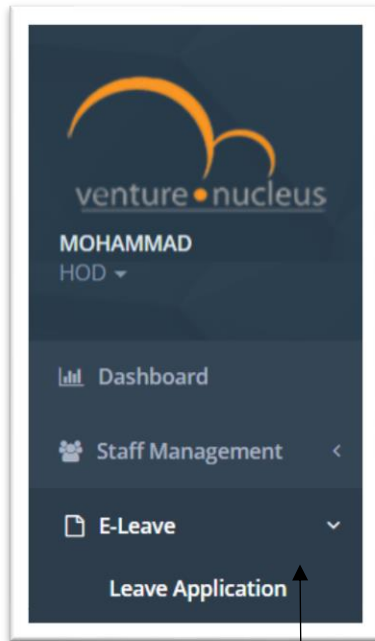 venture nucleus
MOHAMMAD
HOD
Dashboard
Staff Management
E-Leave
Leave Application